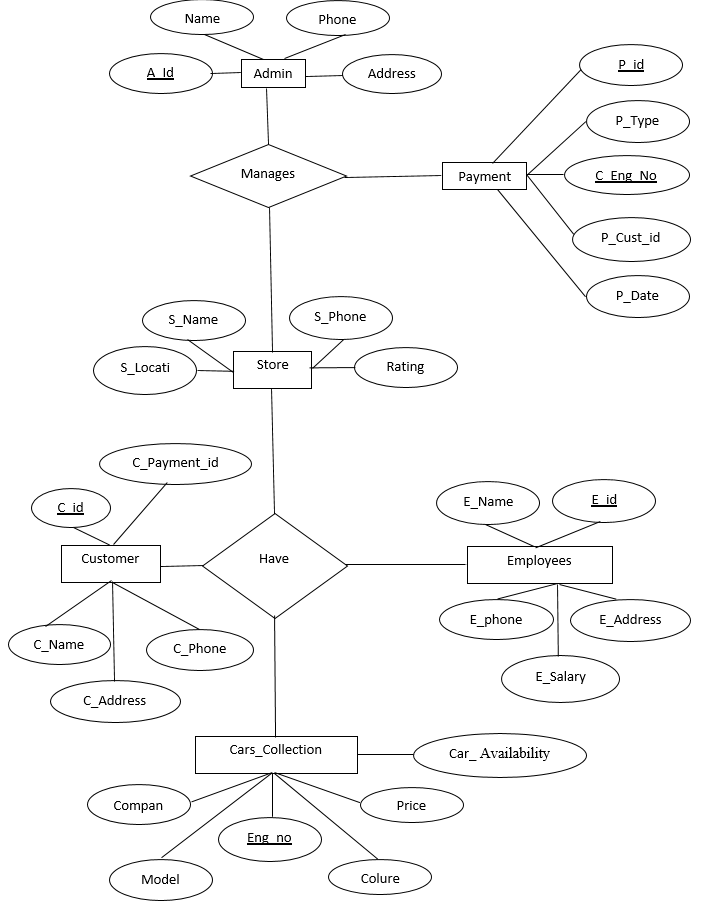 Name
Phone
A_Id
Admin
Address
P_id
P_Type
Manages
Payment
C_Eng_No
P_Cust_id
P_Date
S_Name
S_Phone
S_Locati
Store
Rating
C_Payment_id
C_id
E_Name
E_id
Customer
Have
Employees
C_Name
C_Phone
E_phone
E_Address
C_Address
E_Salary
Cars_Collection
Car_ Availability
Compan
Price
Eng_no
Model
Colure